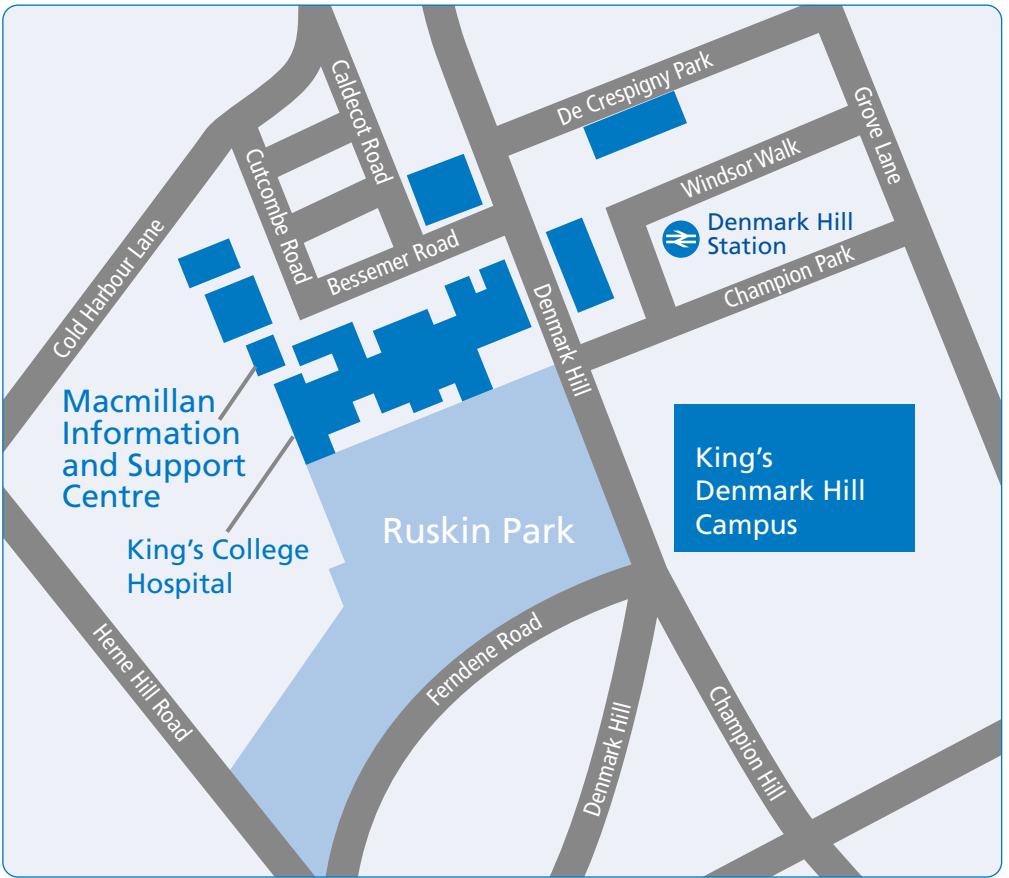 Caldecot Road
De Crespigny Park
Grove Lane
Windsor Walk
Cutcombe Road
Denmark Hill
Station
Bessemer Road
Champion Park
Cold Harbour Lane
Denmark Hill
Macmillan
Information
and Support
Centre
King's
Denmark Hill
Campus
Ruskin Park
King's College
Hospital
Herne Hill Road
Ferndene Road
Denmark Hill
Champion Hill